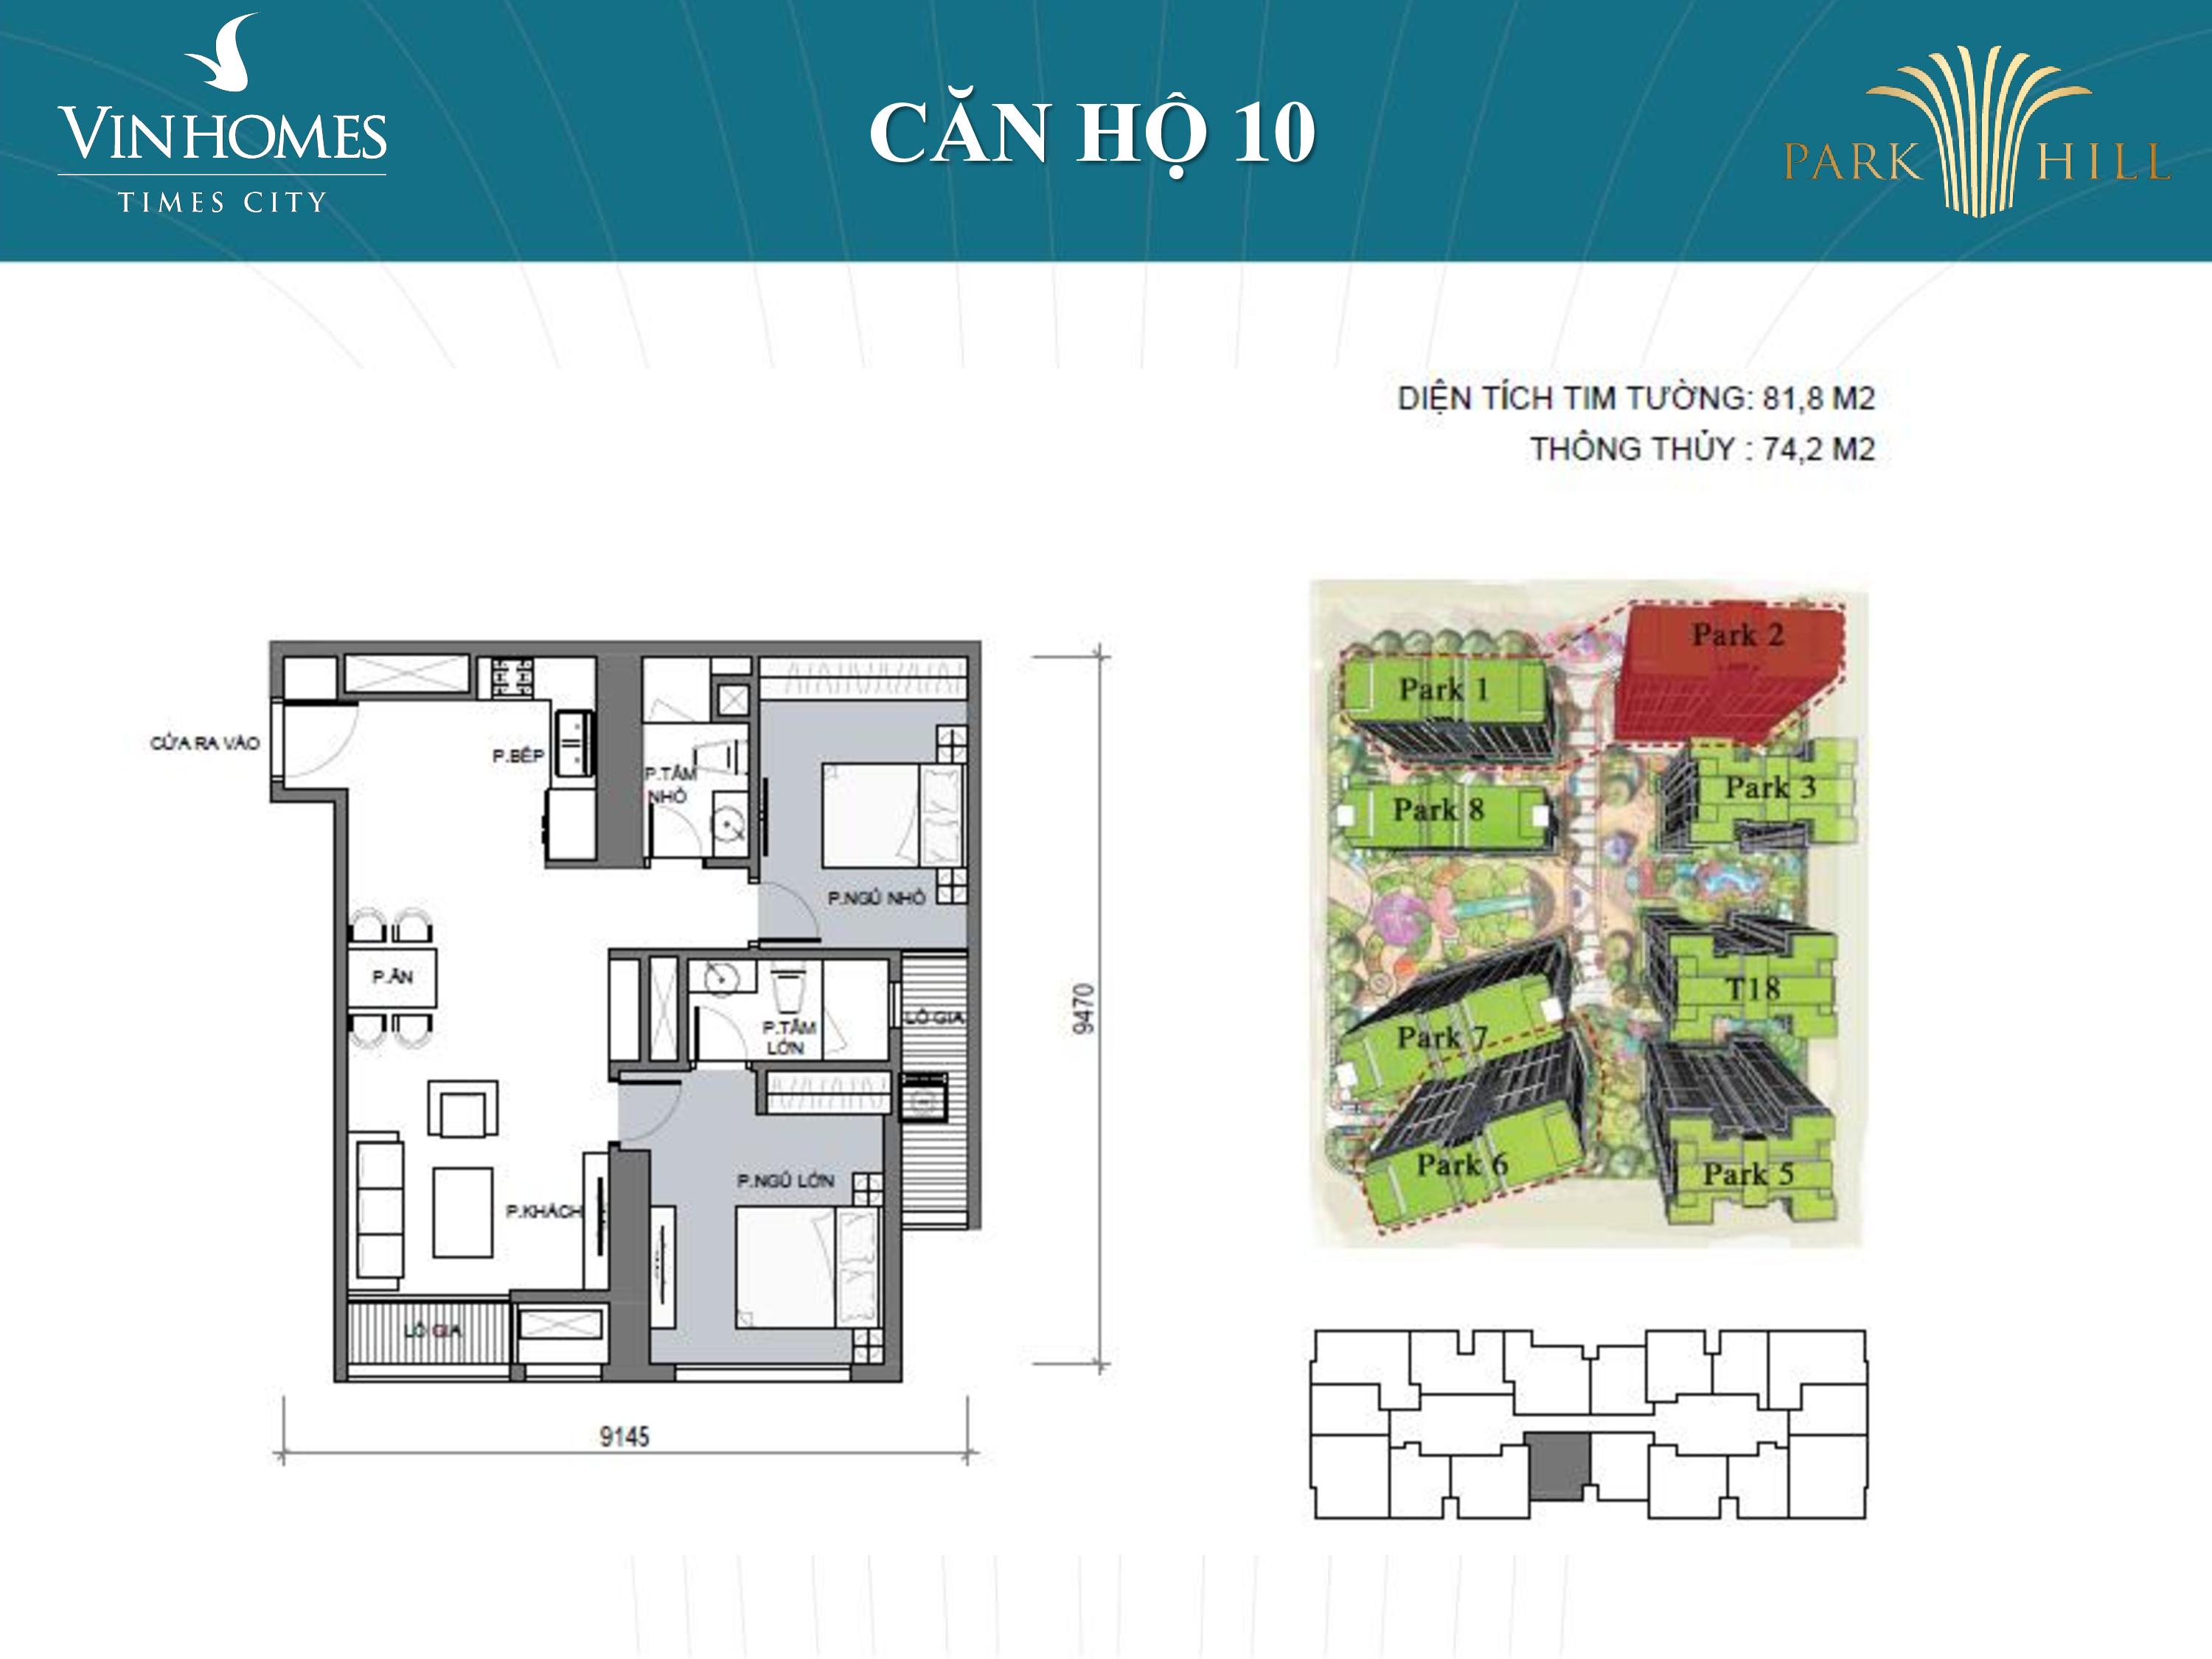 VINHOMES
TIMES CITY
CĂN HỘ 10
PARK HILL
DIỆN TÍCH TIM TƯỜNG: 81,8 M2
THÔNG THỦY : 74,2 M2
CỬA RA VÀO
P.BẾP
P.TẮM
NHỎ
P.NGỦ NHỎ
P.ĂN
P.TẮM
LỚN
LÔ GIA
P.NGỦ LỚN
P.KHÁCH
LÔ GIA
9470
9145
Park 2
Park 1
Park 3
Park 8
T18
Park 7
Park 6
Park 5